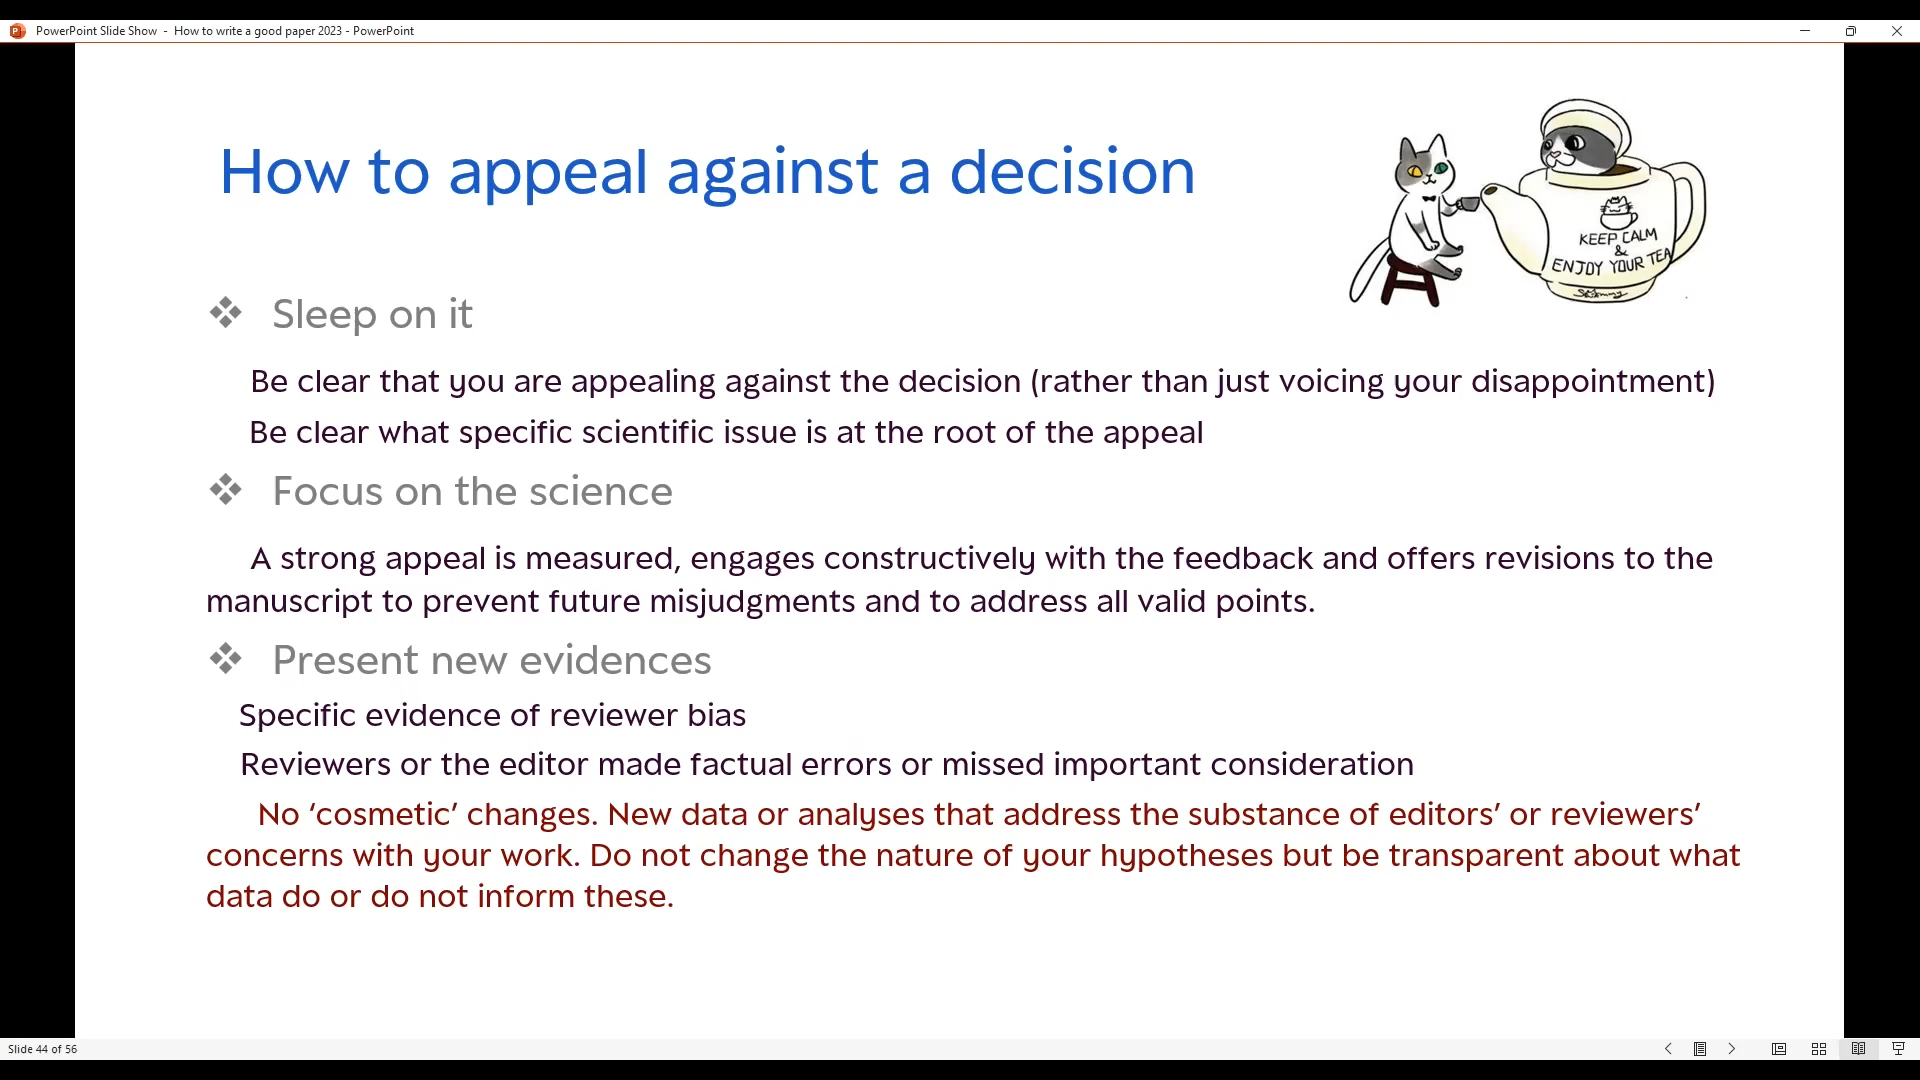 PowerPoint Slide Show - How to write a good paper 2023 - PowerPoint
How to appeal against a decision
KEEP CALM
&
ENJOY YOUR TEA
❖ Sleep on it
Be clear that you are appealing against the decision (rather than just voicing your disappointment)
Be clear what specific scientific issue is at the root of the appeal
❖ Focus on the science
A strong appeal is measured, engages constructively with the feedback and offers revisions to the
manuscript to prevent future misjudgments and to address all valid points.
❖ Present new evidences
Specific evidence of reviewer bias
Reviewers or the editor made factual errors or missed important consideration
No ‘cosmetic’ changes. New data or analyses that address the substance of editors’ or reviewers’
concerns with your work. Do not change the nature of your hypotheses but be transparent about what
data do or do not inform these.
Slide 44 of 56